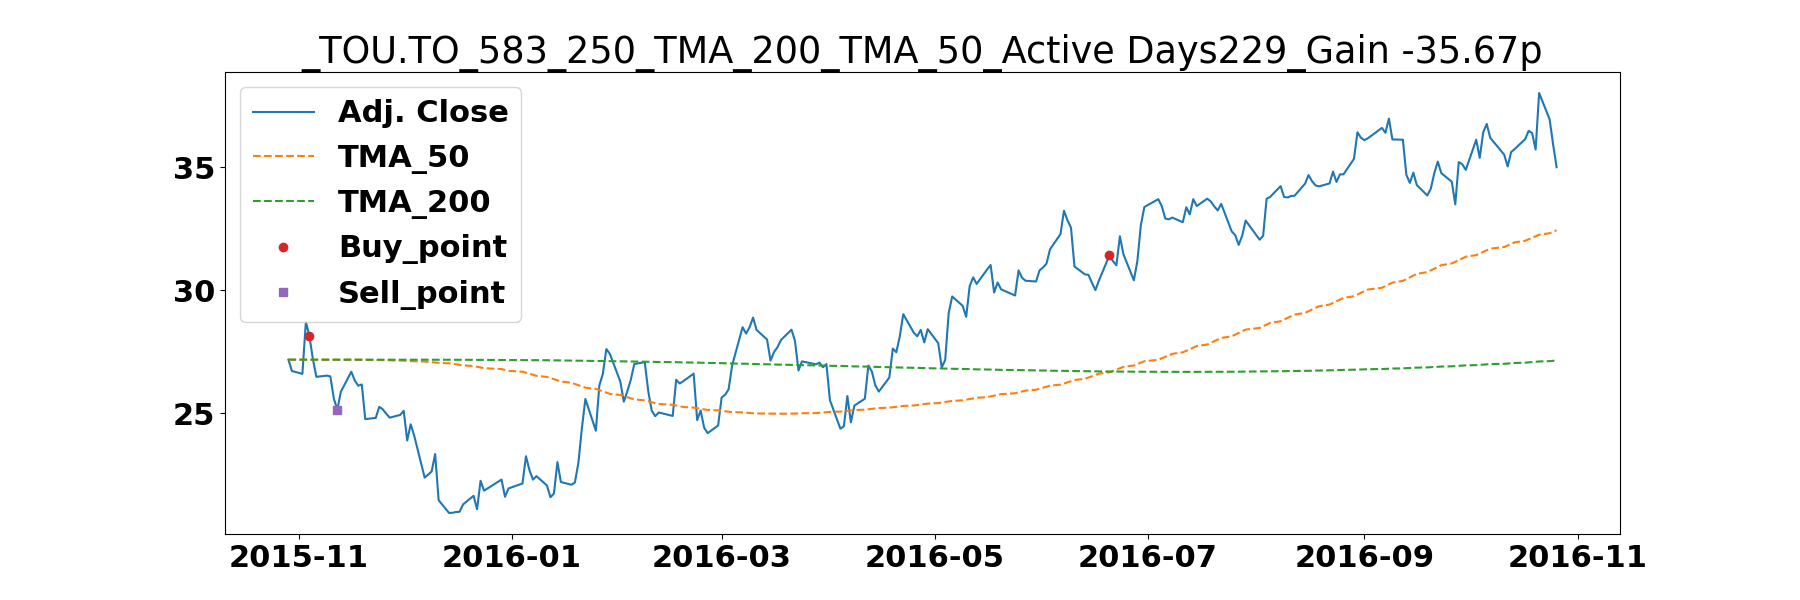 _TOU.TO_583_250_TMA_200_TMA_50_Active Days229_Gain -35.67p
Adj. Close
TMA_50
TMA_200
Buy_point
Sell_point
35
30
25
2015-11
2016-01
2016-03
2016-05
2016-07
2016-09
2016-11